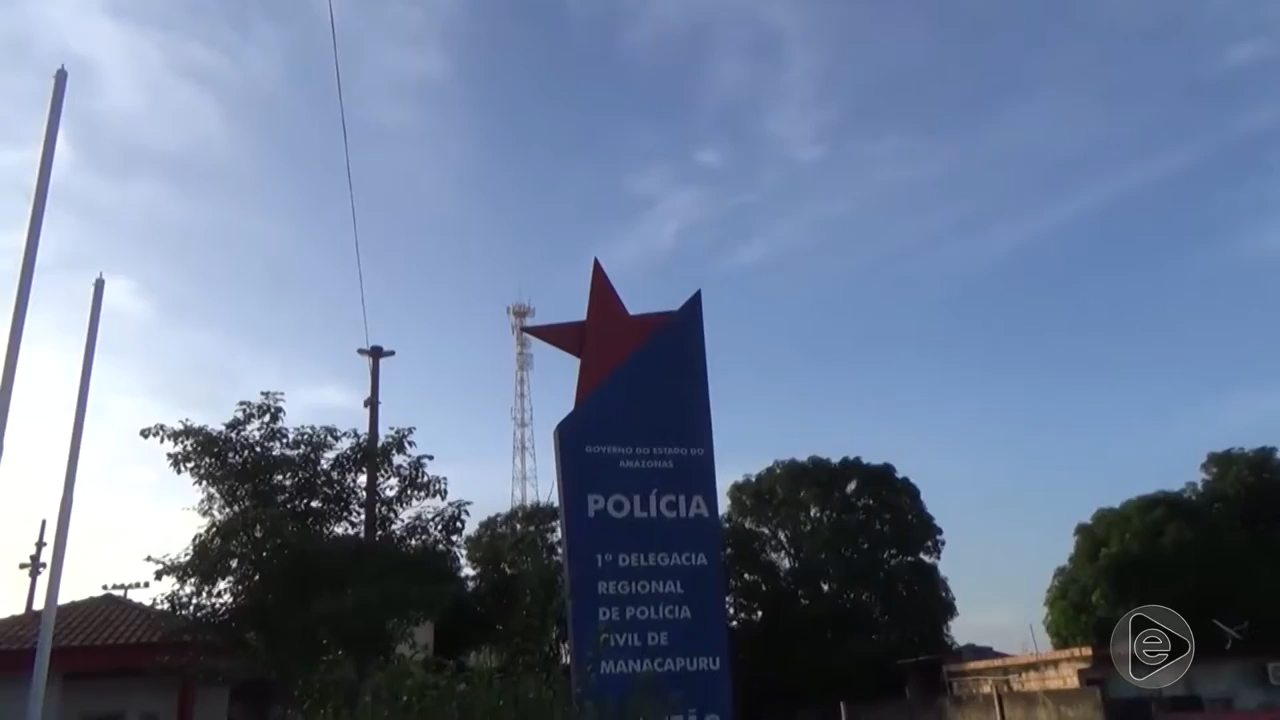 GOVERNO DO ESTADO DO
AMAZONAS
POLÍCIA
1º DELEGACIA
REGIONAL
DE POLÍCIA
CIVIL DE
MANACAPURU
e